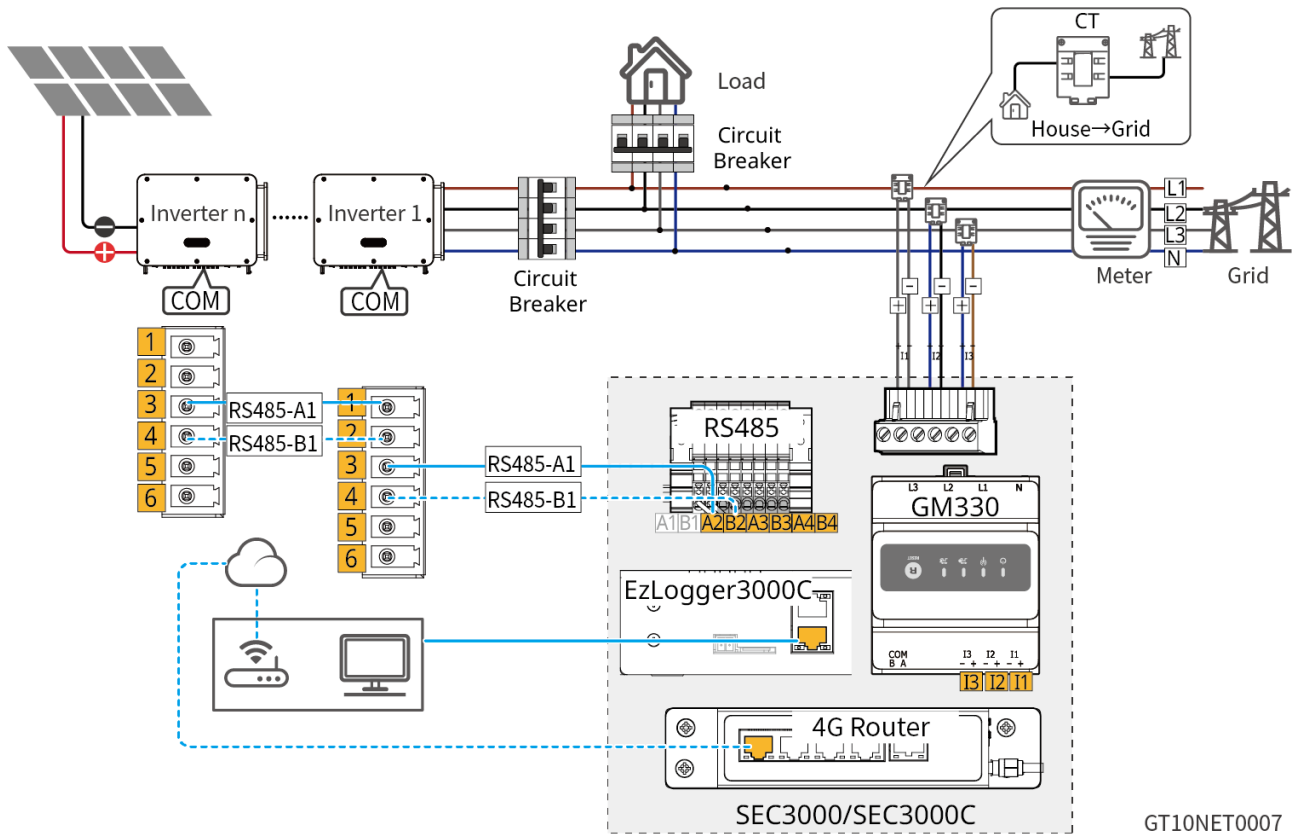 CT
House→Grid
Load
Circuit
Breaker
Inverter n
Inverter 1
COM
COM
Circuit
Breaker
L1
L2
L3
N
Meter
Grid
+
-
+
-
+
-
I1
I2
I3
1
2
3
4
5
6
RS485-A1
RS485-B1
1
2
3
4
5
6
RS485-A1
RS485-B1
RS485
A1 B1 A2 B2 A3 B3 A4 B4
L3 L2 L1 N
GM330
R
RESET
COM
B A
I3 I2 I1
- + - + - +
I3 I2 I1
EzLogger3000C
4G Router
SEC3000/SEC3000C
GT10NET0007